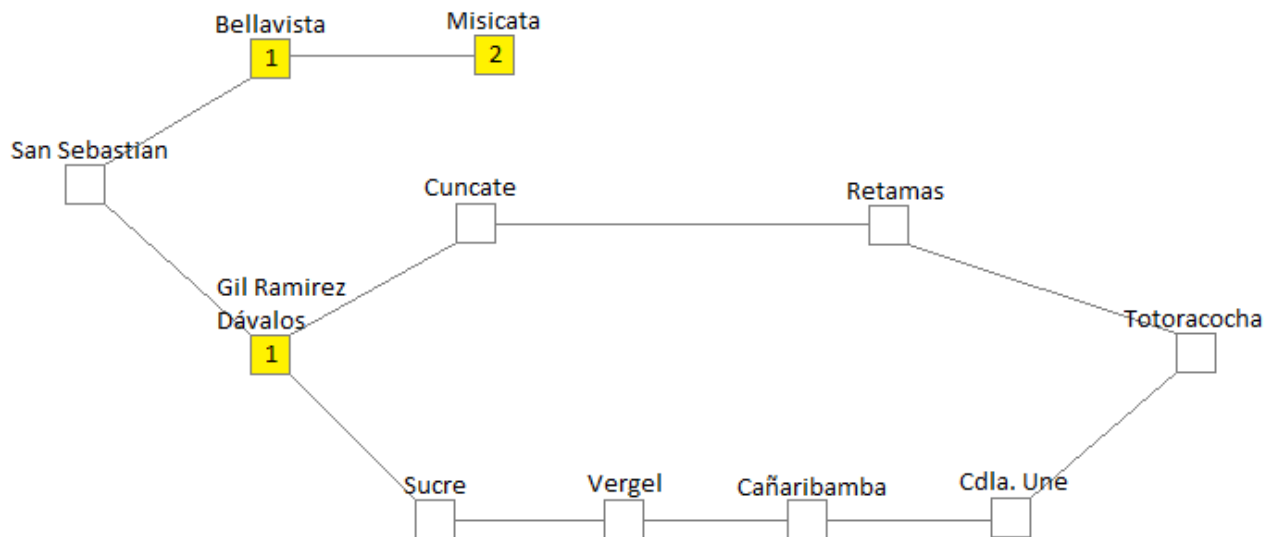 Bellavista
Misicata
1
2
San Sebastian
Cuncate
Retamas
Gil Ramirez
Dávalos
1
Totoracocha
Sucre
Vergel
Cañaribamba
Cdla. Une